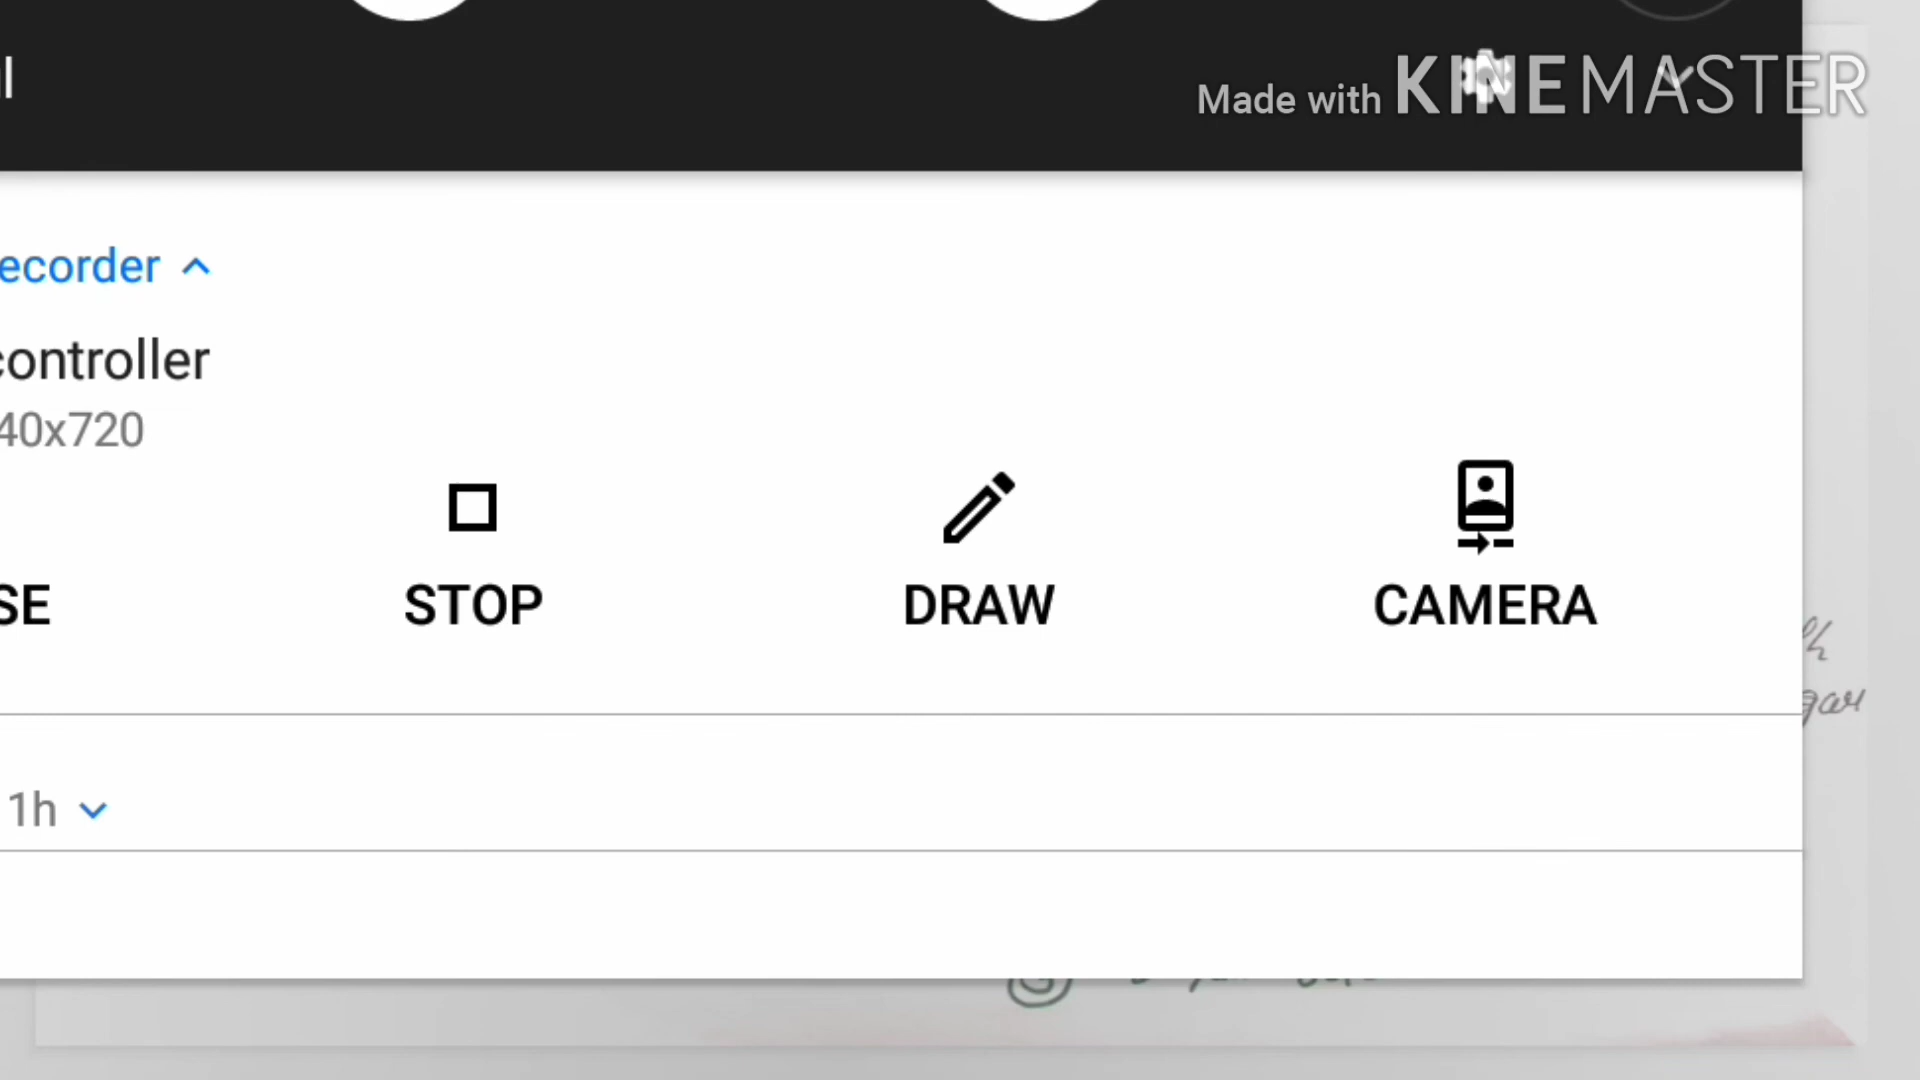 Made with KINEMASTER
ecorder
controller
40x720
SE
STOP
DRAW
CAMERA
1h